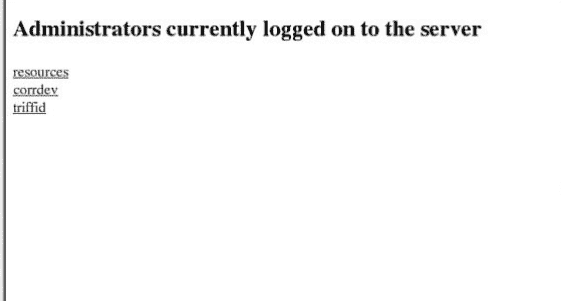 Administrators currently logged on to the server
resources
corrdev
triffid